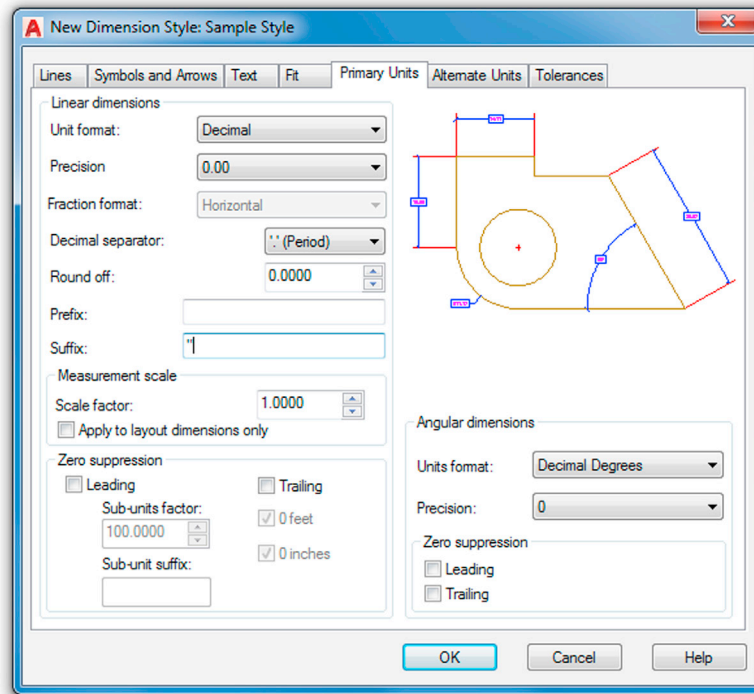 New Dimension Style: Sample Style
Lines Symbols and Arrows Text Fit Primary Units Alternate Units Tolerances
Linear dimensions
Unit format: Decimal
Precision 0.00
Fraction format: Horizontal
Decimal separator: '.' (Period)
Round off: 0.0000
Prefix:
Suffix: "
Measurement scale
Scale factor: 1.0000
Apply to layout dimensions only
Zero suppression
Leading Trailing
Sub-units factor:
100.0000
0 feet
0 inches
Sub-unit suffix:
Angular dimensions
Units format: Decimal Degrees
Precision: 0
Zero suppression
Leading
Trailing
OK Cancel Help